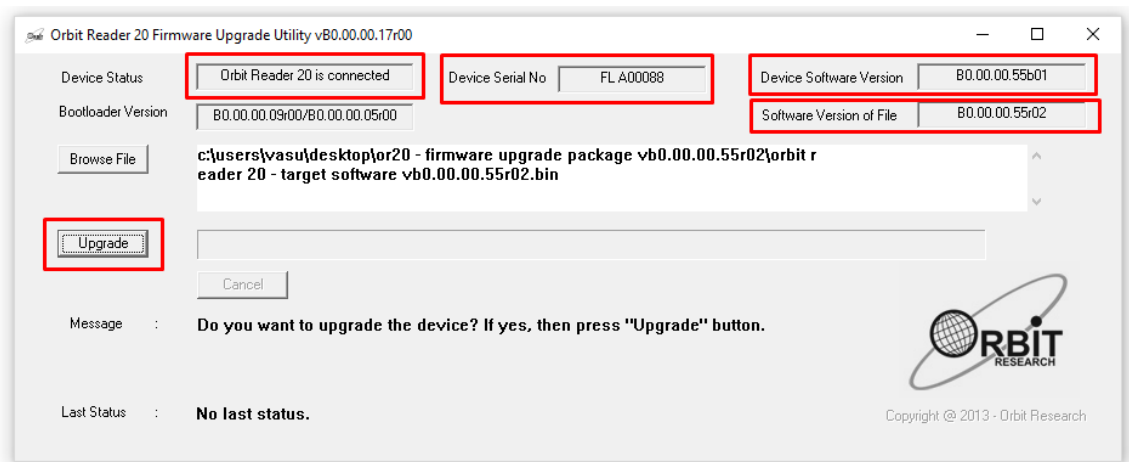 Orbit Reader 20 Firmware Upgrade Utility vB0.00.00.17r00
Device Status Orbit Reader 20 is connected Device Serial No FL A00088 Device Software Version B0.00.00.55b01
Bootloader Version B0.00.00.09r00/B0.00.00.05r00 Software Version of File B0.00.00.55r02
Browse File c:\users\vasu\desktop\or20 - firmware upgrade package vb0.00.00.55r02\orbit r
eader 20 - target software vb0.00.00.55r02.bin
Upgrade
Cancel
Message : Do you want to upgrade the device? If yes, then press "Upgrade" button.
ORBIT
RESEARCH
Last Status : No last status.
Copyright @ 2013 - Orbit Research